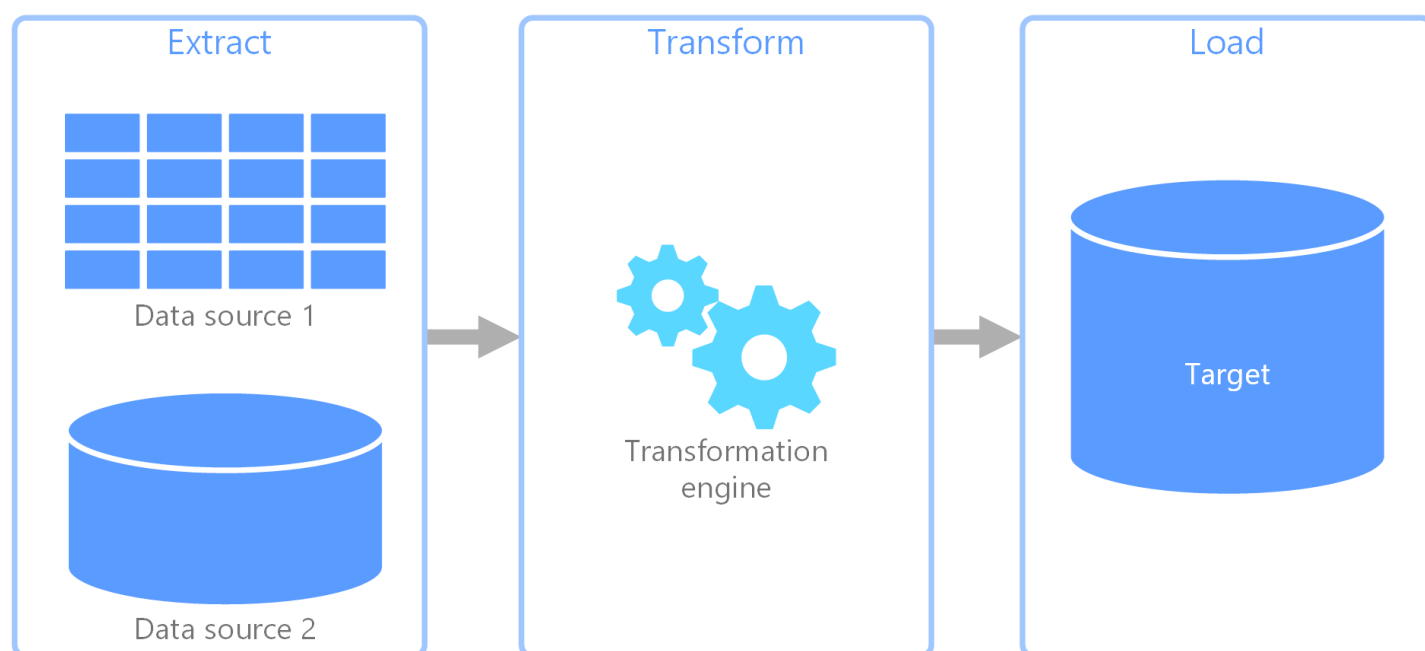 Extract
Data source 1
Data source 2
Transform
Transformation
engine
Load
Target